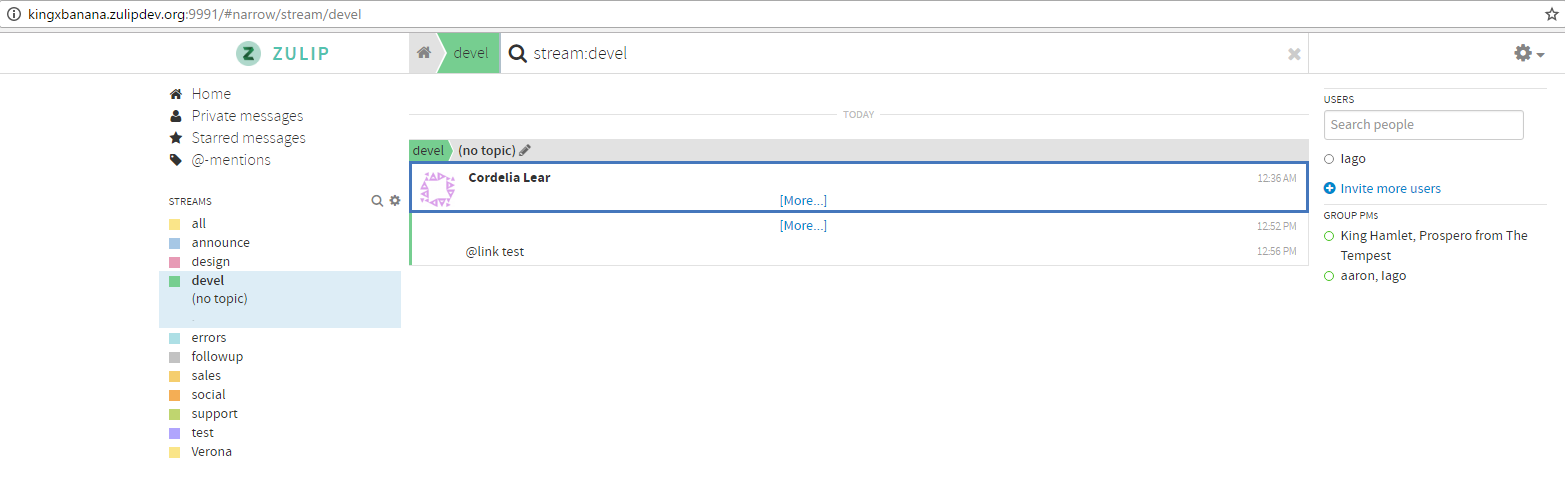 kingxbanana.zulipdev.org:9991/#narrow/stream/devel
ZULIP
devel
stream:devel
Home
Private messages
Starred messages
@-mentions
STREAMS
all
announce
design
devel
(no topic)
errors
followup
sales
social
support
test
Verona
TODAY
devel (no topic)
Cordelia Lear 12:36 AM
[More...]
[More...] 12:52 PM
@link test 12:56 PM
USERS
Search people
Iago
Invite more users
GROUP PMs
King Hamlet, Prospero from The
Tempest
aaron, Iago